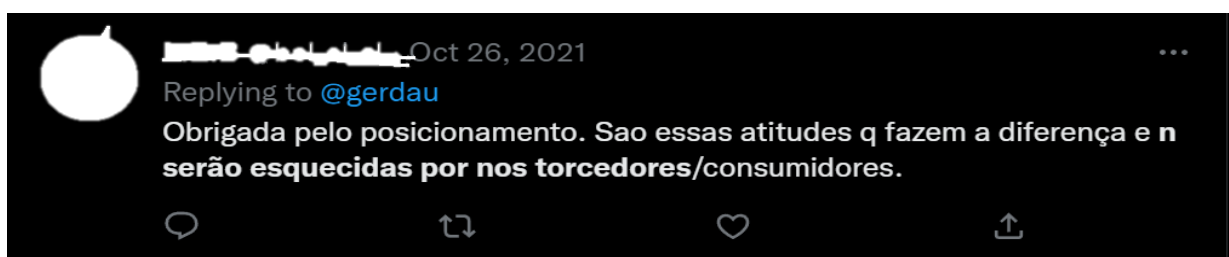 Oct 26, 2021
Replying to @gerdau
Obrigada pelo posicionamento. Sao essas atitudes q fazem a diferença e n
serão esquecidas por nos torcedores/consumidores.